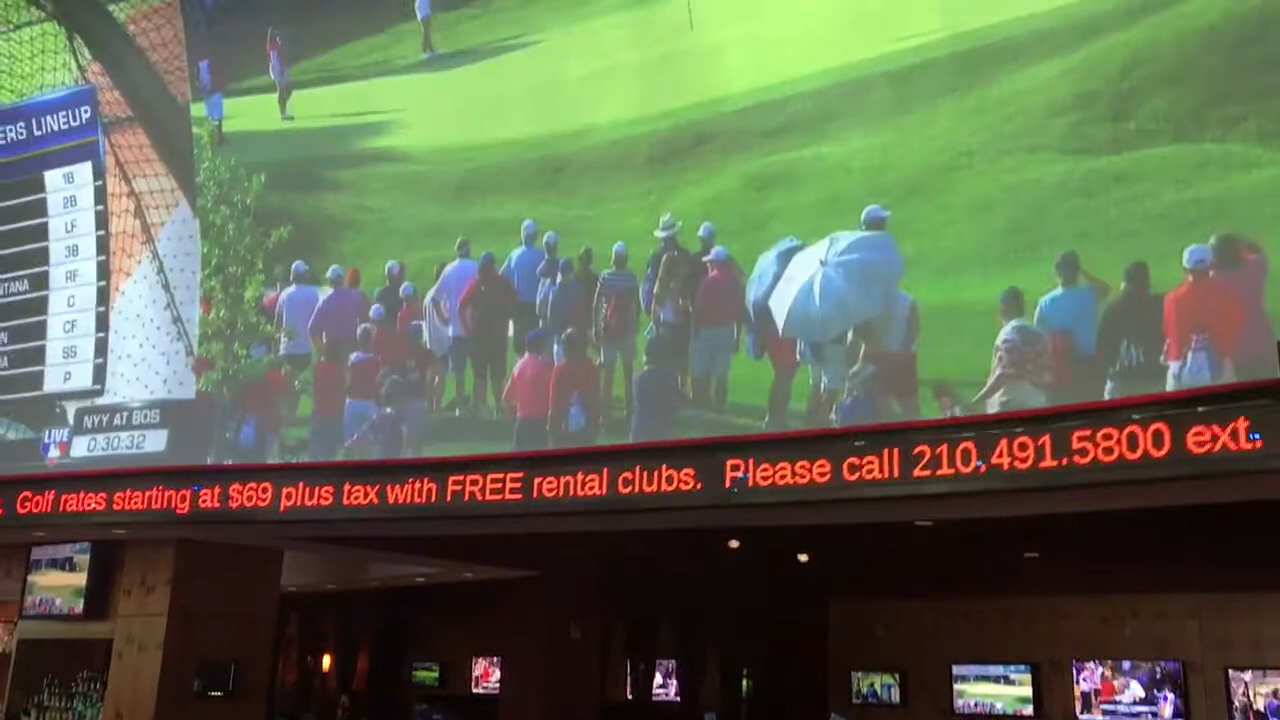 ERS LINEUP
1B
2B
LF
3B
RF
C
CF
SS
P
NYY AT BOS
LIVE
0:30:32
Golf rates starting at $69 plus tax with FREE rental clubs. Please call 210.491.5800 ext.